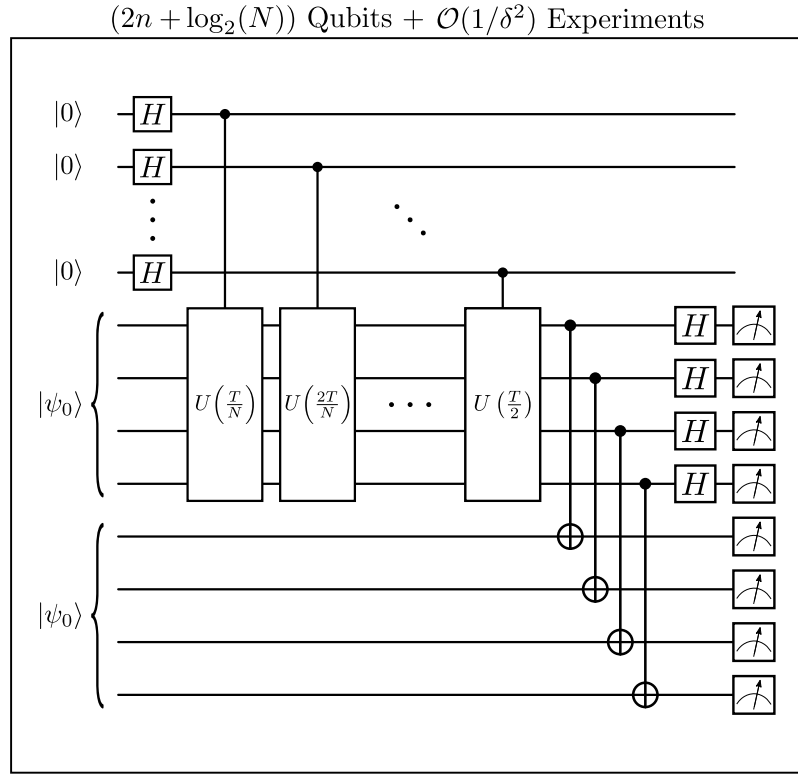 (2n + log₂(N)) Qubits + 𝒪(1/δ²) Experiments
|0⟩ H
|0⟩ H
|0⟩ H
H
H
|ψ₀⟩ U(T/N) U(2T/N) U(T/2)
H
H
|ψ₀⟩